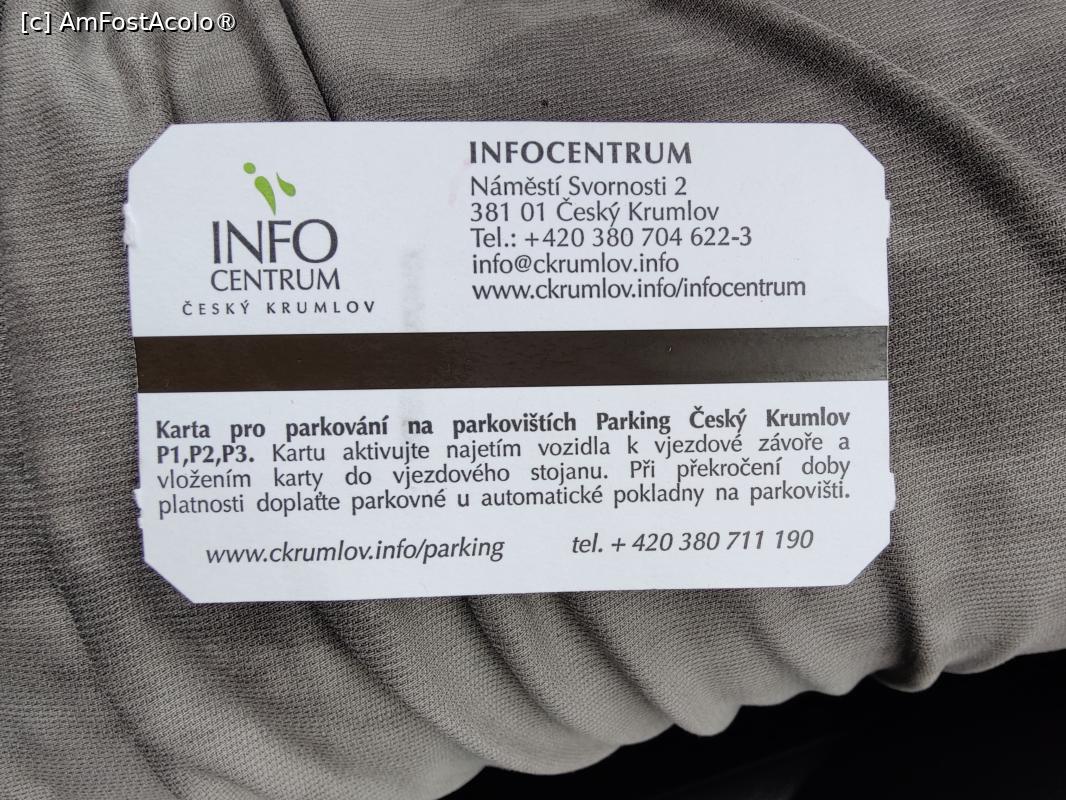 [c] AmFostAcolo®
INFO
CENTRUM
ČESKÝ KRUMLOV
INFOCENTRUM
Náměstí Svornosti 2
381 01 Český Krumlov
Tel.: +420 380 704 622-3
info@ckrumlov.info
www.ckrumlov.info/infocentrum
Karta pro parkování na parkovištích Parking Český Krumlov
P1,P2,P3. Kartu aktivujte najetím vozidla k vjezdové závoře a
vložením karty do vjezdového stojanu. Při překročení doby
platnosti doplaťte parkovné u automatické pokladny na parkovišti.
www.ckrumlov.info/parking
tel. + 420 380 711 190